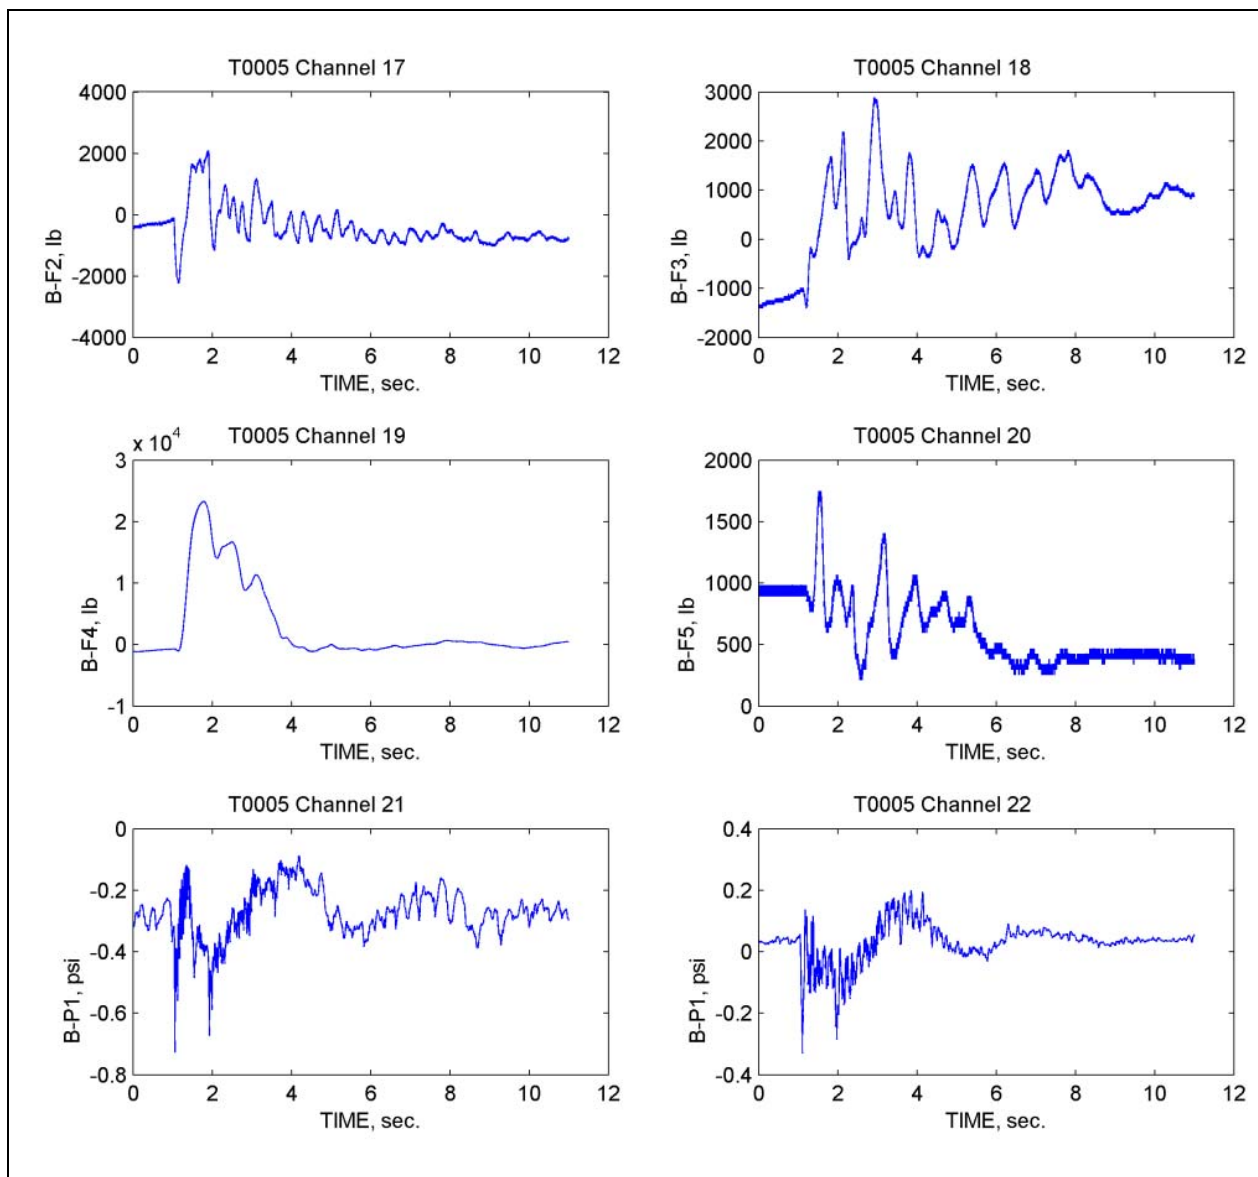 T0005 Channel 17
4000
2000
0
-2000
-4000
B-F2, lb
0 2 4 6 8 10 12
TIME, sec.
T0005 Channel 18
3000
2000
1000
0
-1000
-2000
B-F3, lb
0 2 4 6 8 10 12
TIME, sec.
T0005 Channel 19
x 10^4
3
2
1
0
-1
B-F4, lb
0 2 4 6 8 10 12
TIME, sec.
T0005 Channel 20
2000
1500
1000
500
0
B-F5, lb
0 2 4 6 8 10 12
TIME, sec.
T0005 Channel 21
0
-0.2
-0.4
-0.6
-0.8
B-P1, psi
0 2 4 6 8 10 12
TIME, sec.
T0005 Channel 22
0.4
0.2
0
-0.2
-0.4
B-P1, psi
0 2 4 6 8 10 12
TIME, sec.